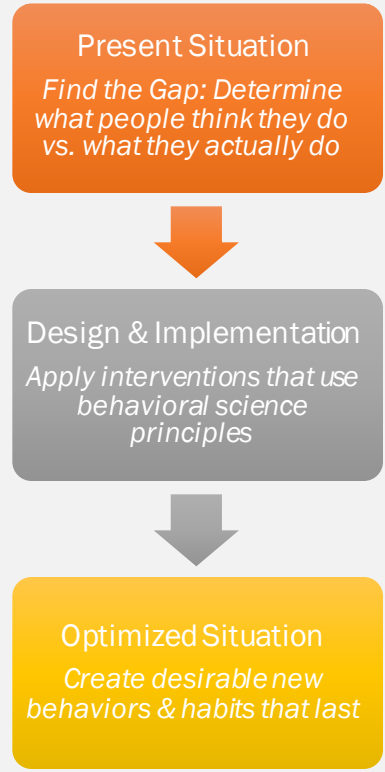 Present Situation
Find the Gap: Determine
what people think they do
vs. what they actually do
Design & Implementation
Apply interventions that use
behavioral science
principles
Optimized Situation
Create desirable new
behaviors & habits that last